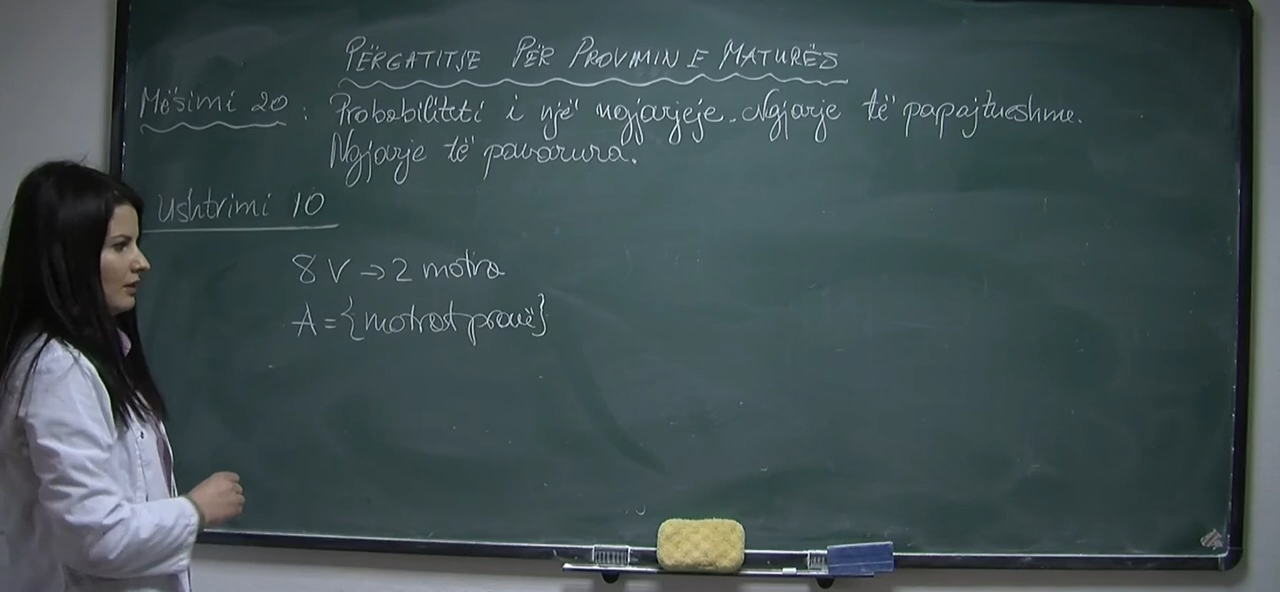 PËRGATITJE PËR PROVIMIN E MATURËS
Mësimi 20 : Probabiliteti i një ngjarjeje. Ngjarje të papajtueshme.
Ngjarje të pavarura.
Ushtrimi 10
8 V → 2 motra
A = {motrat pranë}